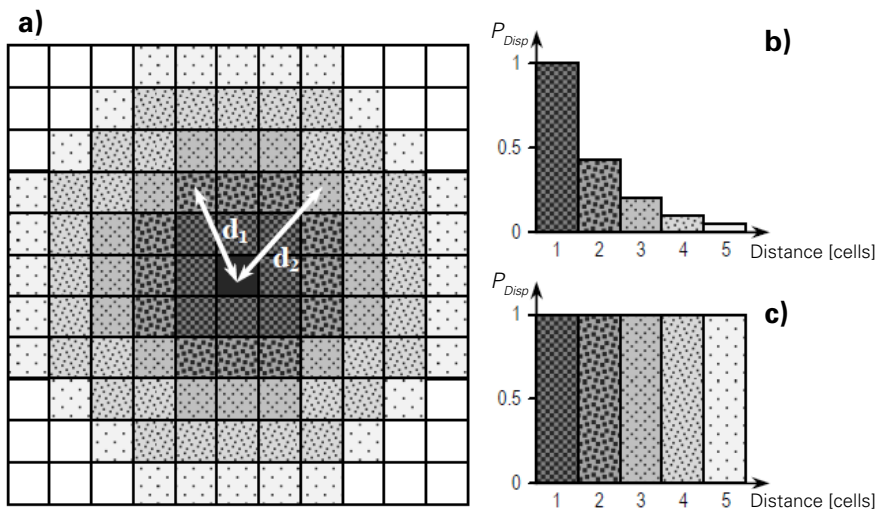 a)
d₁
d₂
P_Disp
b)
1
0.5
0
1 2 3 4 5 Distance [cells]
P_Disp
c)
1
0.5
0
1 2 3 4 5 Distance [cells]